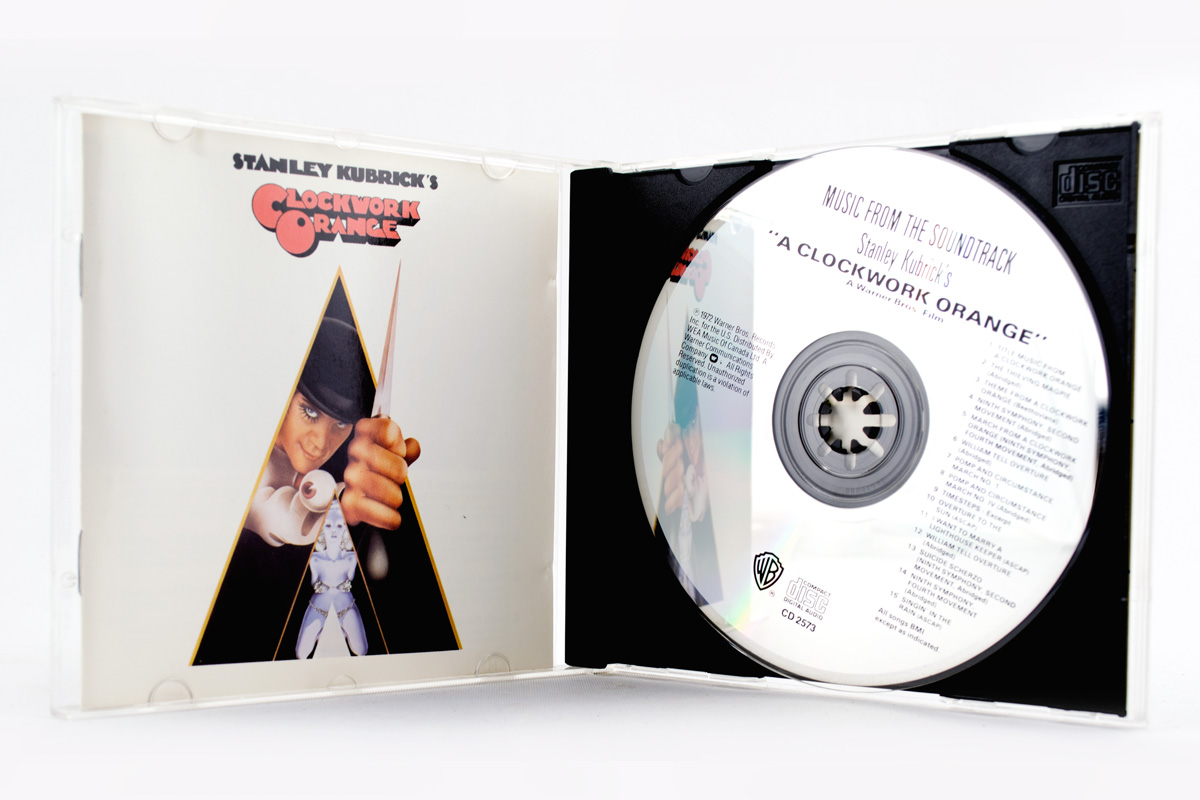 STANLEY KUBRICK'S
CLOCKWORK
ORANGE
disc
MUSIC FROM THE SOUNDTRACK
Stanley Kubrick's
"A CLOCKWORK ORANGE"
A Warner Bros. Film
℗ 1972 Warner Bros. Records
Inc. for the U.S. Distributed By
WEA Music Of Canada Ltd. A
Warner Communications
Company. All Rights
Reserved. Unauthorized
duplication is a violation of
applicable laws.
1 TITLE MUSIC FROM
A CLOCKWORK ORANGE
2 THE THIEVING MAGPIE
(Abridged)
3 THEME FROM A CLOCKWORK
ORANGE (Beethoviana)
4 NINTH SYMPHONY, SECOND
MOVEMENT (Abridged)
5 MARCH FROM A CLOCKWORK
ORANGE (NINTH SYMPHONY,
FOURTH MOVEMENT, Abridged)
6 WILLIAM TELL OVERTURE
(Abridged)
7 POMP AND CIRCUMSTANCE
MARCH NO. 1
8 POMP AND CIRCUMSTANCE
MARCH NO. IV (Abridged)
9 TIMESTEPS, Excerpt
10 OVERTURE TO THE
SUN (ASCAP)
11 I WANT TO MARRY A
LIGHTHOUSE KEEPER (ASCAP)
12 WILLIAM TELL OVERTURE
(Abridged)
13 SUICIDE SCHERZO
(NINTH SYMPHONY, SECOND
MOVEMENT, Abridged)
14 NINTH SYMPHONY,
FOURTH MOVEMENT
(Abridged)
15 SINGIN' IN THE
RAIN (ASCAP)
All songs BMI
except as indicated.
WB
COMPACT
disc
DIGITAL AUDIO
CD 2573